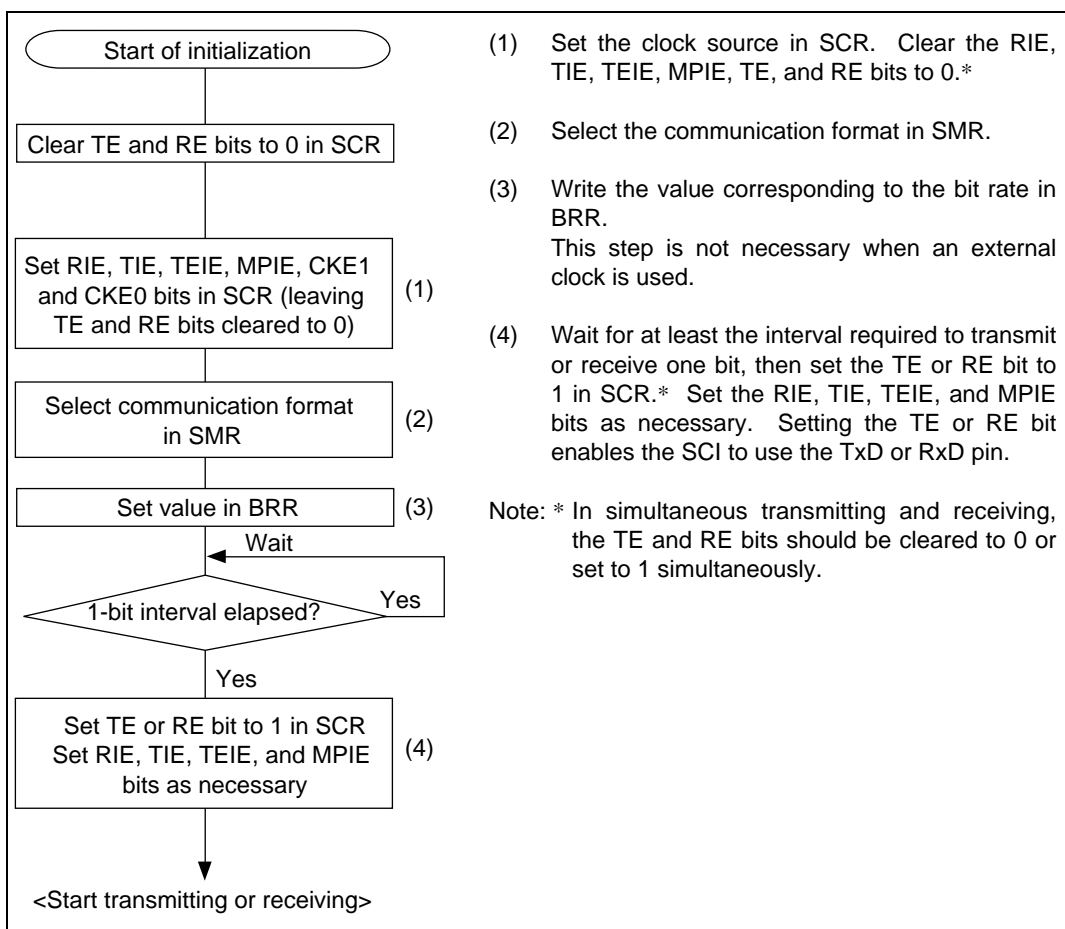 Start of initialization
Clear TE and RE bits to 0 in SCR
Set RIE, TIE, TEIE, MPIE, CKE1
and CKE0 bits in SCR (leaving
TE and RE bits cleared to 0)
(1)
Select communication format
in SMR
(2)
Set value in BRR
(3)
Wait
1-bit interval elapsed?
Yes
Yes
Set TE or RE bit to 1 in SCR
Set RIE, TIE, TEIE, and MPIE
bits as necessary
(4)
<Start transmitting or receiving>
(1) Set the clock source in SCR. Clear the RIE,
TIE, TEIE, MPIE, TE, and RE bits to 0.*
(2) Select the communication format in SMR.
(3) Write the value corresponding to the bit rate in
BRR.
This step is not necessary when an external
clock is used.
(4) Wait for at least the interval required to transmit
or receive one bit, then set the TE or RE bit to
1 in SCR.* Set the RIE, TIE, TEIE, and MPIE
bits as necessary. Setting the TE or RE bit
enables the SCI to use the TxD or RxD pin.
Note: * In simultaneous transmitting and receiving,
the TE and RE bits should be cleared to 0 or
set to 1 simultaneously.